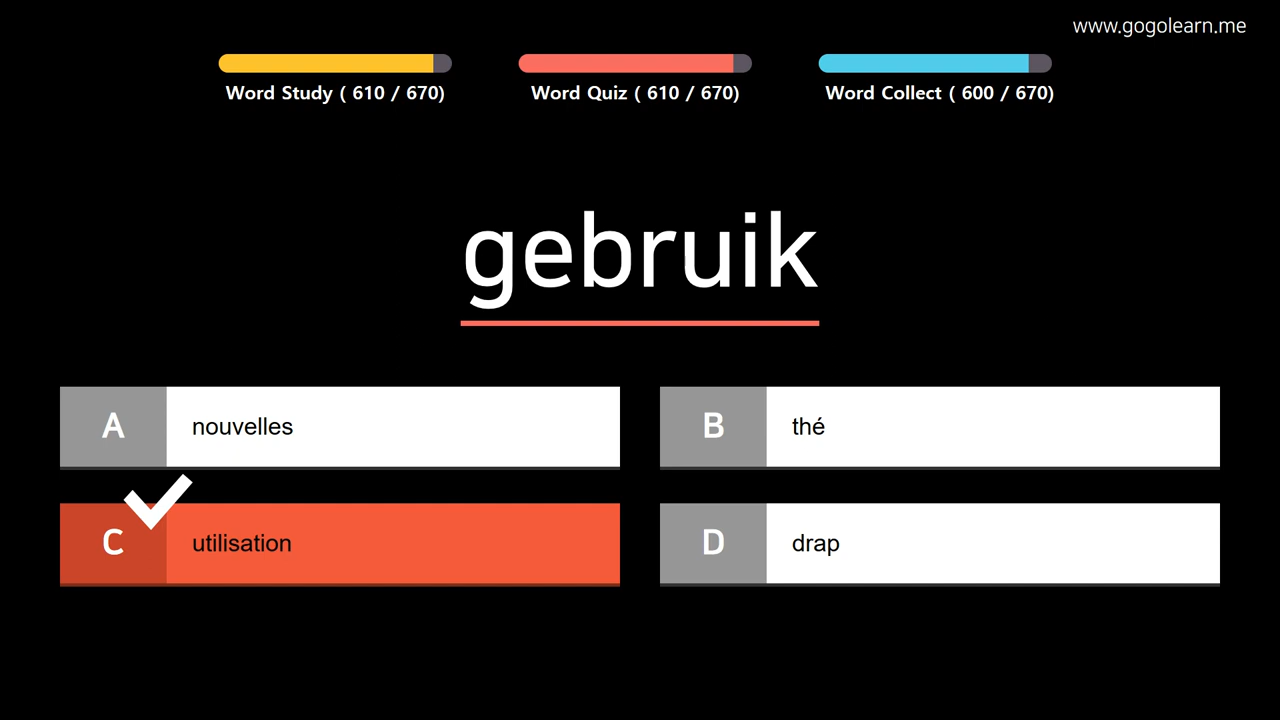 www.gogolearn.me
Word Study ( 610 / 670)
Word Quiz ( 610 / 670)
Word Collect ( 600 / 670)
gebruik
A nouvelles
B thé
C utilisation
D drap